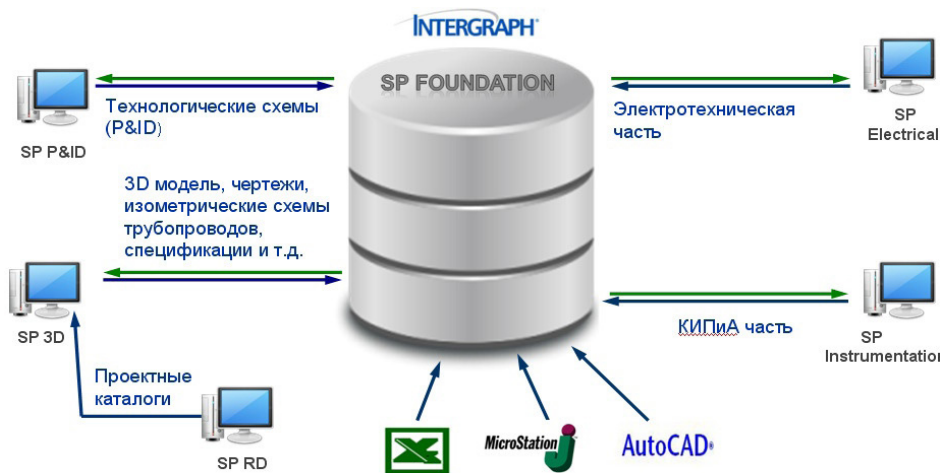 INTERGRAPH®
SP FOUNDATION
Технологические схемы
(P&ID)
SP P&ID
Электротехническая
часть
SP
Electrical
3D модель, чертежи,
изометрические схемы
трубопроводов,
спецификации и т.д.
SP 3D
КИПиА часть
SP
Instrumentation
Проектные
каталоги
SP RD
MicroStation J
AutoCAD®